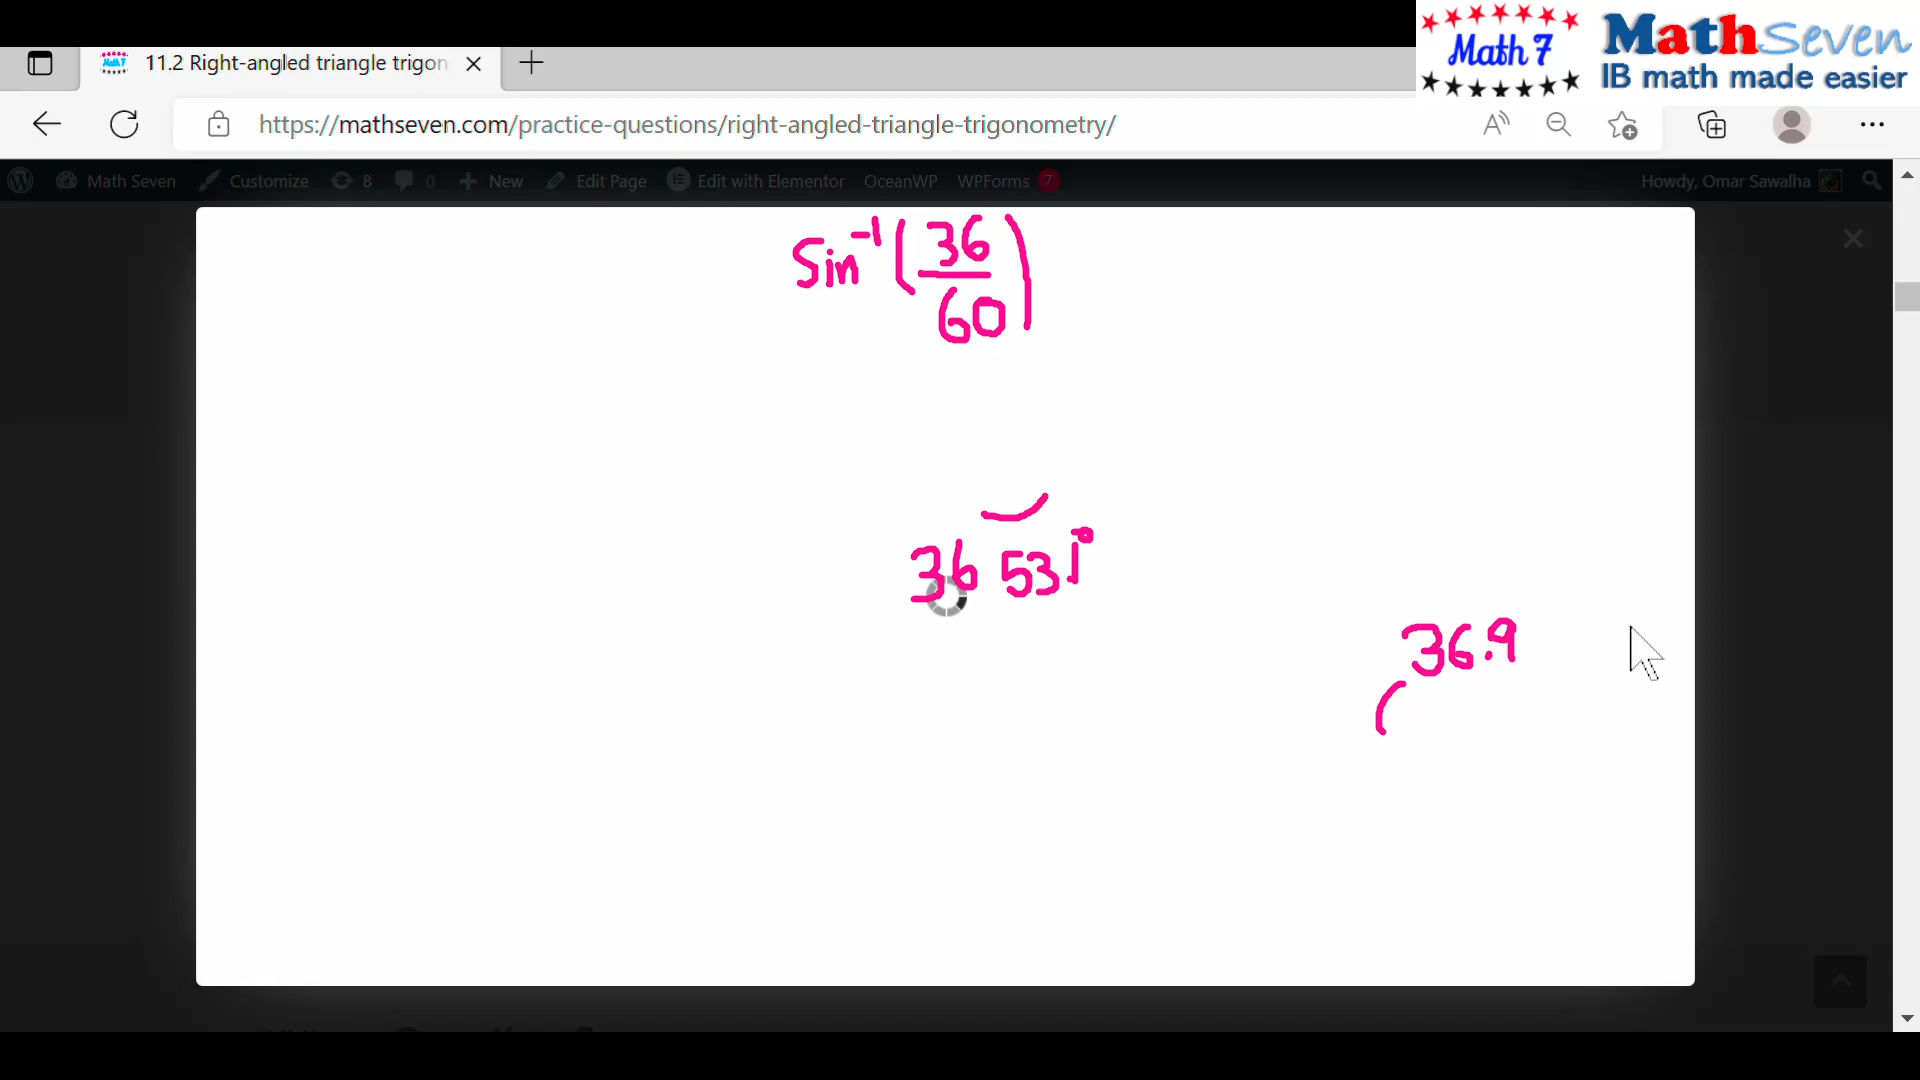 Math 7
MathSeven
IB math made easier
11.2 Right-angled triangle trigon
https://mathseven.com/practice-questions/right-angled-triangle-trigonometry/
Math Seven Customize 8 0 New Edit Page Edit with Elementor OceanWP WPForms 7 Howdy, Omar Sawalha
Sin⁻¹(36/60)
36 531°
36.9